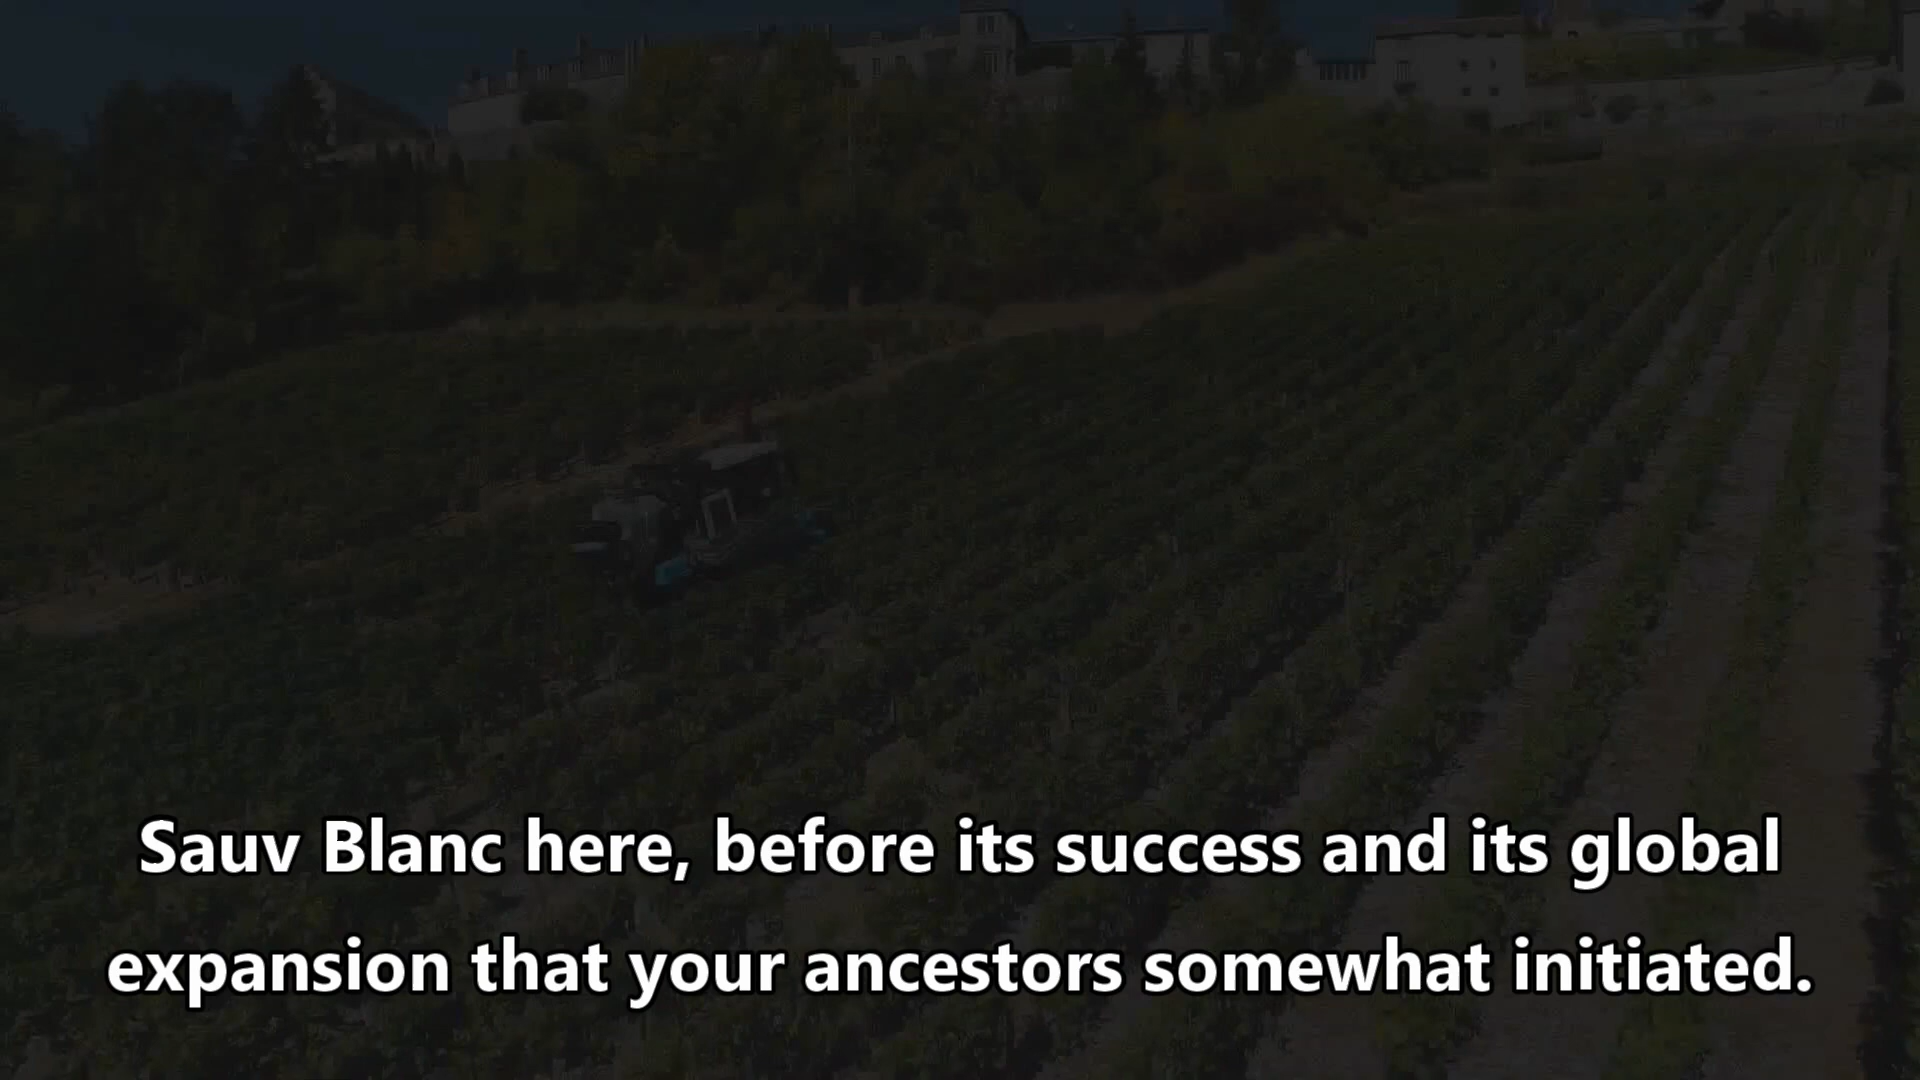 Sauv Blanc here, before its success and its global
expansion that your ancestors somewhat initiated.